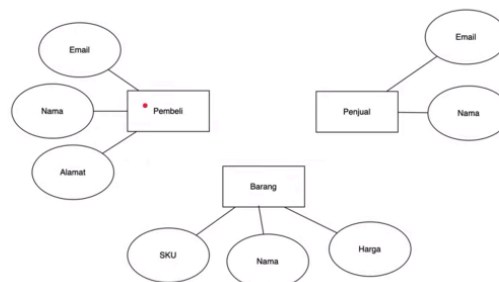 Email
Nama
Alamat
Pembeli
Penjual
Email
Nama
Barang
SKU
Nama
Harga